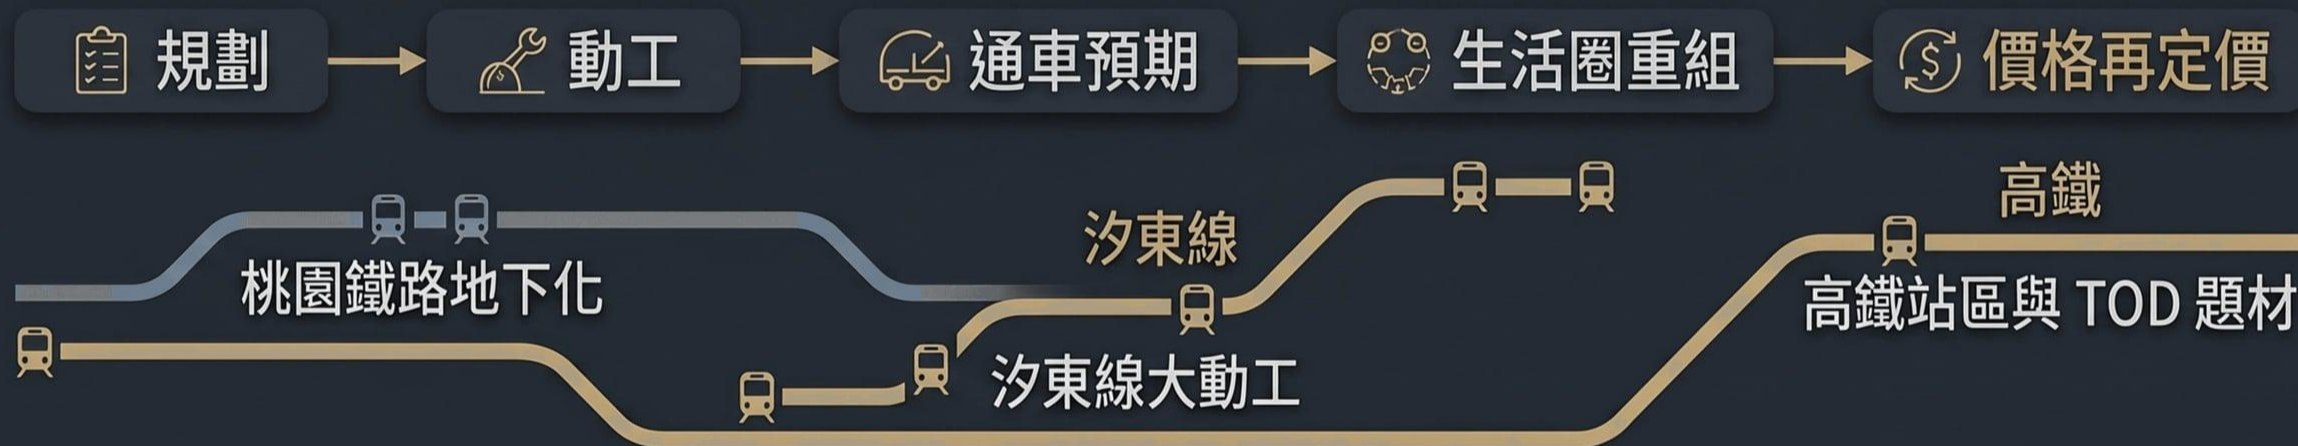 規劃
動工
通車預期
生活圈重組
價格再定價
高鐵
汐東線
桃園鐵路地下化
高鐵站區與 TOD 題材
汐東線大動工